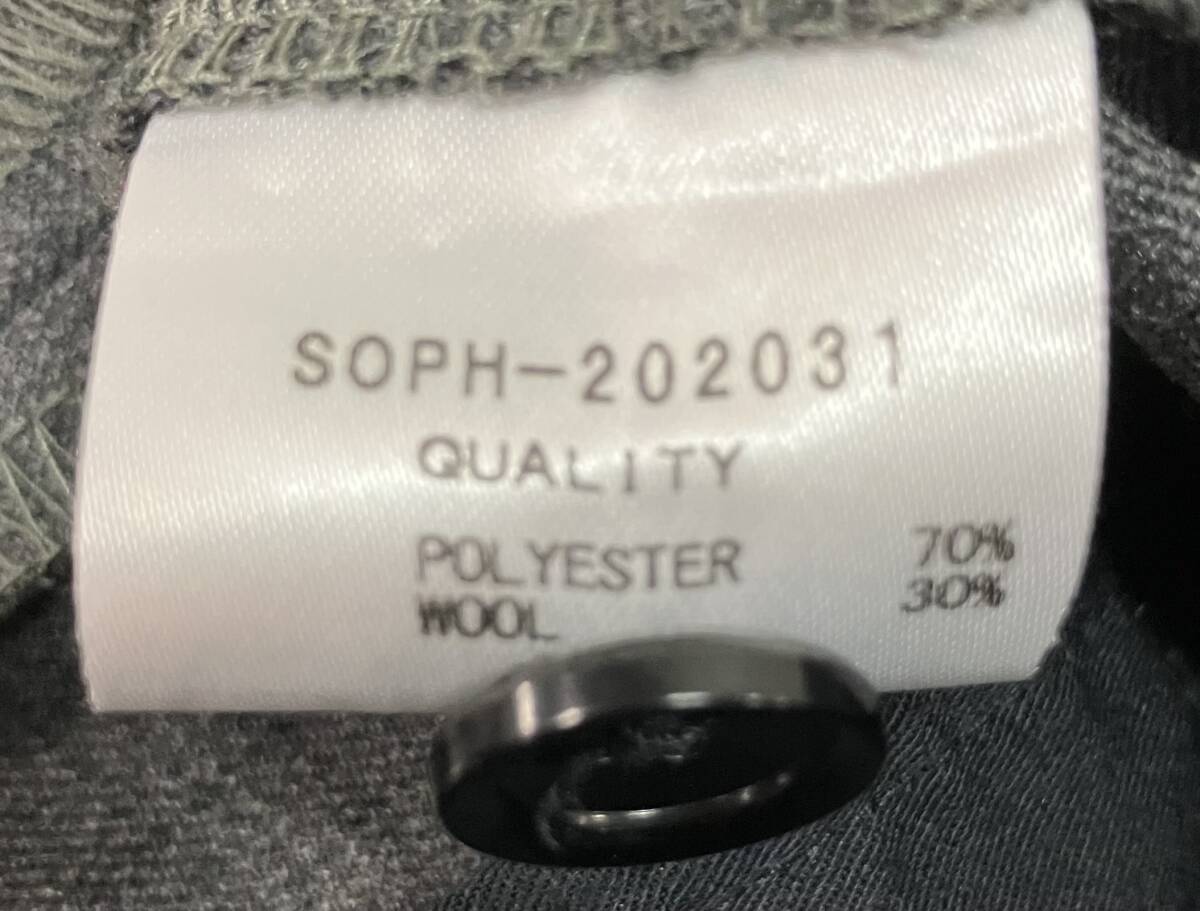 SOPH-202031
QUALITY
POLYESTER 70%
WOOL 30%